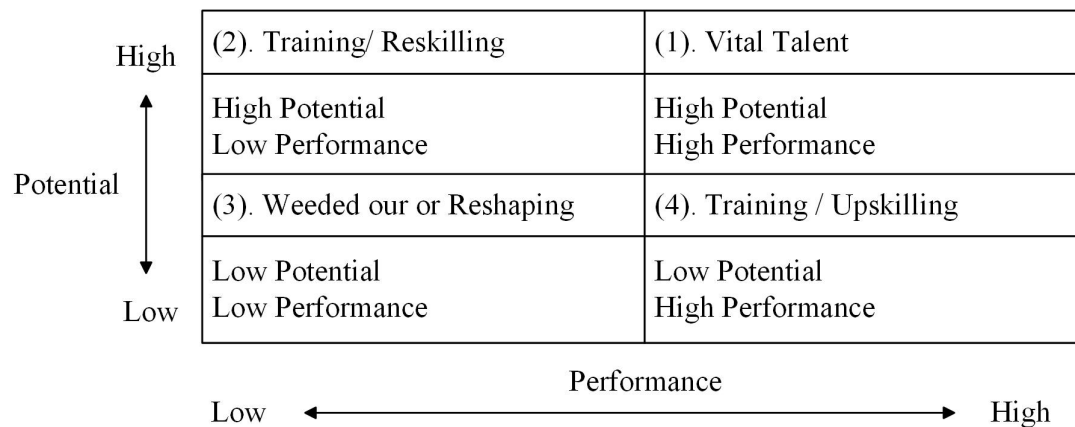 High
(2). Training/ Reskilling
(1). Vital Talent
High Potential
Low Performance
High Potential
High Performance
Potential
(3). Weeded our or Reshaping
(4). Training / Upskilling
Low
Low Potential
Low Performance
Low Potential
High Performance
Performance
Low
High